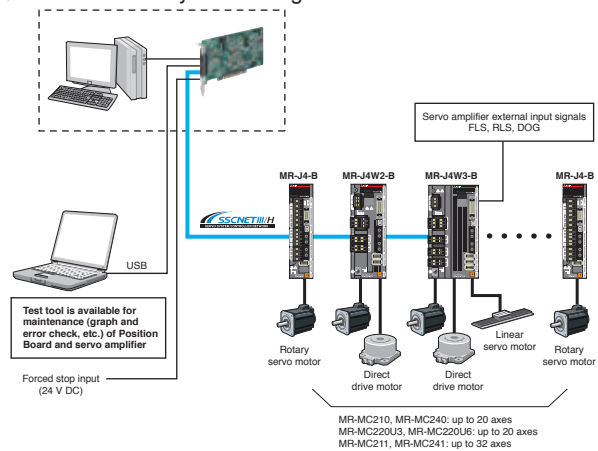 Servo amplifier external input signals
FLS, RLS, DOG
MR-J4-B
MR-J4W2-B
MR-J4W3-B
MR-J4-B
SSCNETIII/H
SERVO SYSTEM CONTROLLER NETWORK
USB
Test tool is available for
maintenance (graph and
error check, etc.) of Position
Board and servo amplifier
Forced stop input
(24 V DC)
Rotary
servo motor
Direct
drive motor
Direct
drive motor
Linear
servo motor
Rotary
servo motor
MR-MC210, MR-MC240: up to 20 axes
MR-MC220U3, MR-MC220U6: up to 20 axes
MR-MC211, MR-MC241: up to 32 axes